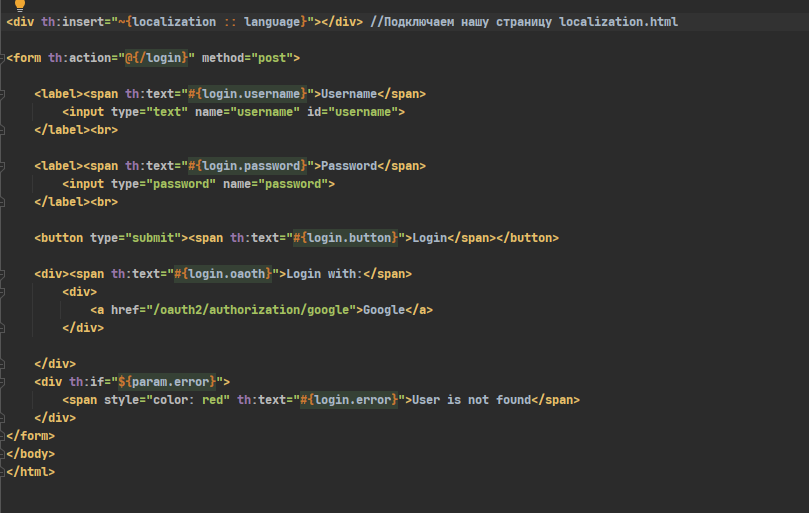 <div th:insert="~{localization :: language}"></div> //Подключаем нашу страницу localization.html
<form th:action="@{/login}" method="post">
<label><span th:text="#{login.username}">Username</span>
<input type="text" name="username" id="username">
</label><br>
<label><span th:text="#{login.password}">Password</span>
<input type="password" name="password">
</label><br>
<button type="submit"><span th:text="#{login.button}">Login</span></button>
<div><span th:text="#{login.oaoth}">Login with:</span>
<div>
<a href="/oauth2/authorization/google">Google</a>
</div>
</div>
<div th:if="${param.error}">
<span style="color: red" th:text="#{login.error}">User is not found</span>
</div>
</form>
</body>
</html>